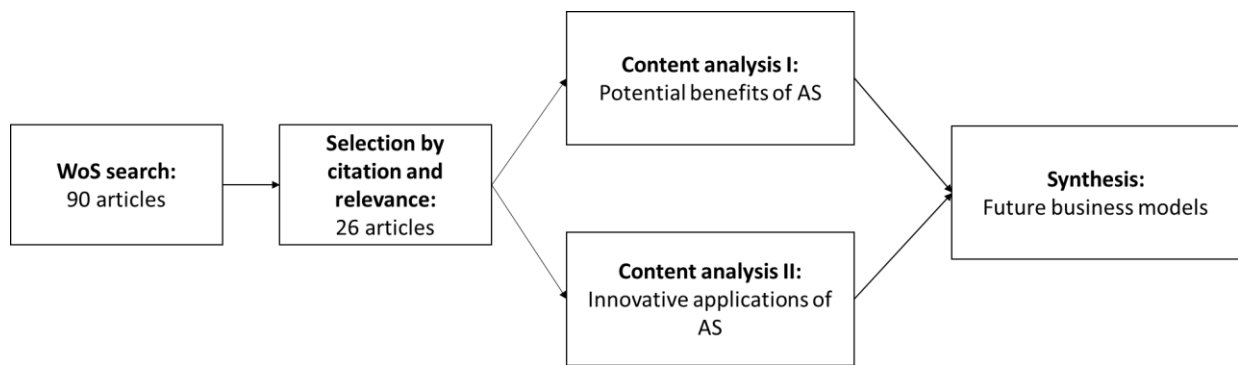 WoS search:
90 articles
Selection by
citation and
relevance:
26 articles
Content analysis I:
Potential benefits of AS
Content analysis II:
Innovative applications of
AS
Synthesis:
Future business models